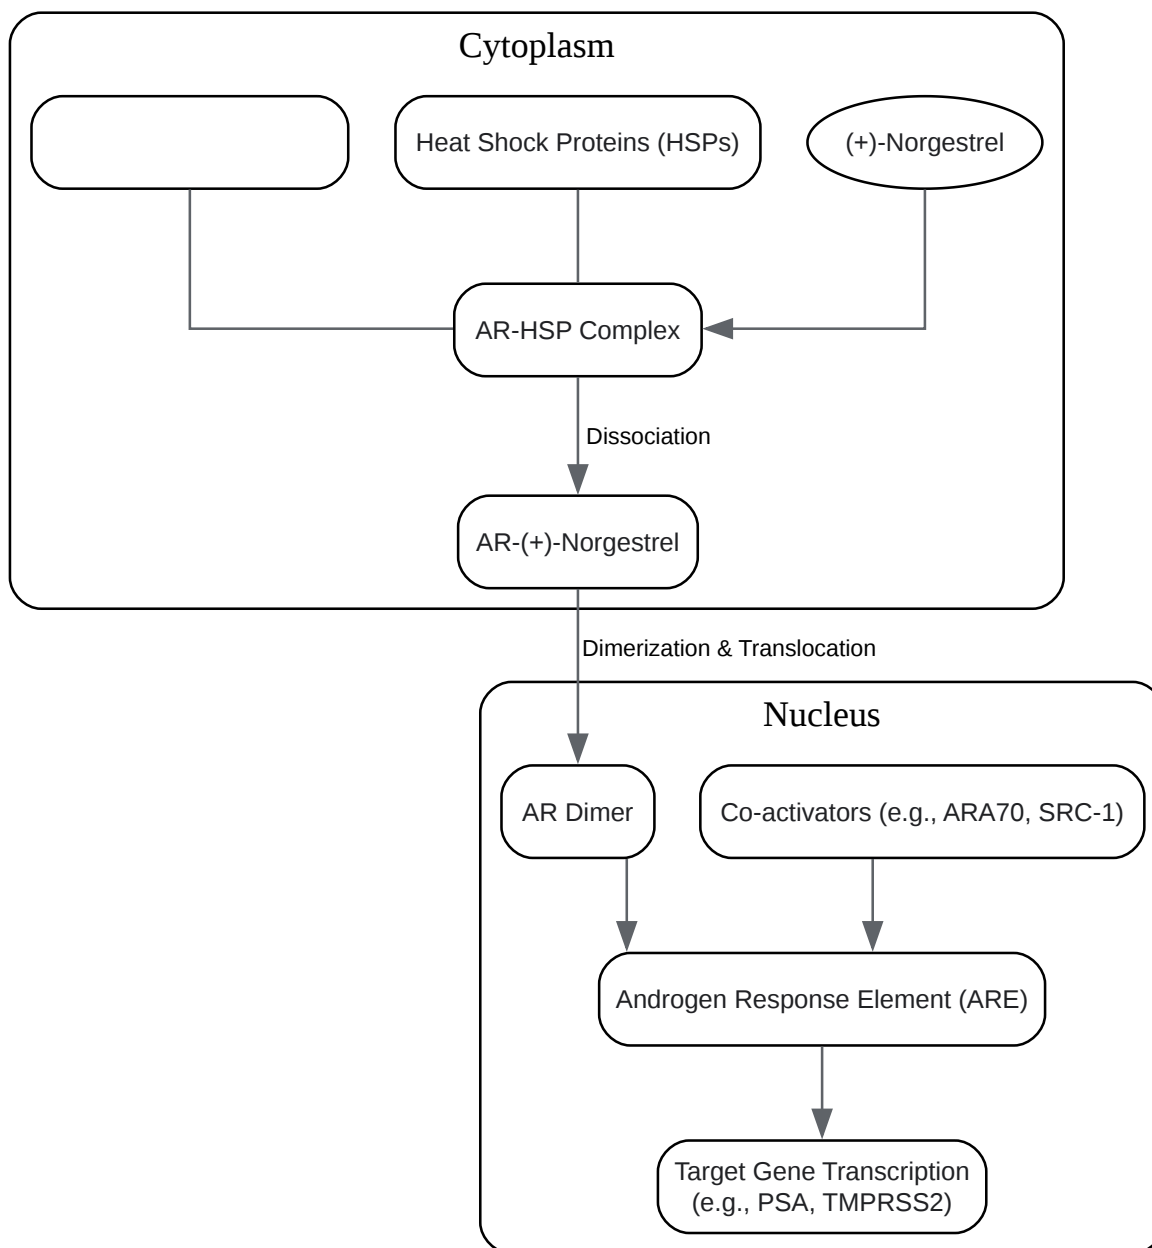 Cytoplasm
Heat Shock Proteins (HSPs)
(+)-Norgestrel
AR-HSP Complex
Dissociation
AR-(+)-Norgestrel
Dimerization & Translocation
Nucleus
AR Dimer
Co-activators (e.g., ARA70, SRC-1)
Androgen Response Element (ARE)
Target Gene Transcription
(e.g., PSA, TMPRSS2)